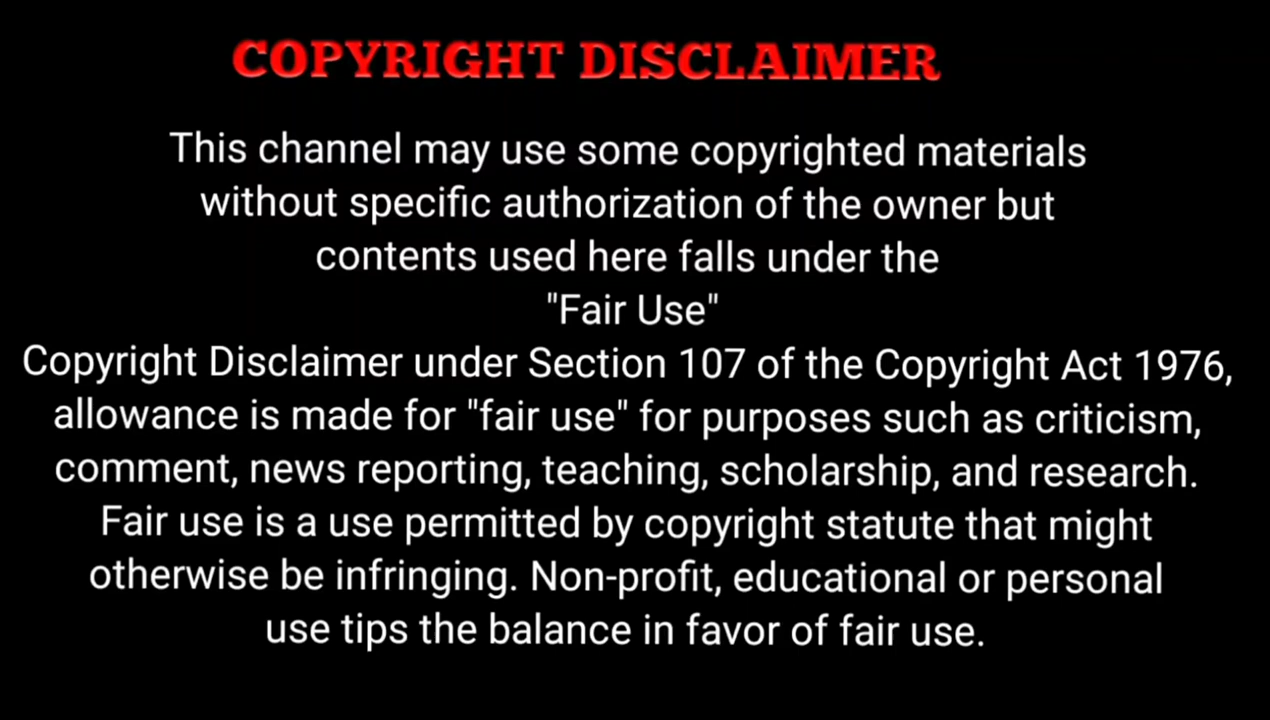 COPYRIGHT DISCLAIMER
This channel may use some copyrighted materials
without specific authorization of the owner but
contents used here falls under the
"Fair Use"
Copyright Disclaimer under Section 107 of the Copyright Act 1976,
allowance is made for "fair use" for purposes such as criticism,
comment, news reporting, teaching, scholarship, and research.
Fair use is a use permitted by copyright statute that might
otherwise be infringing. Non-profit, educational or personal
use tips the balance in favor of fair use.